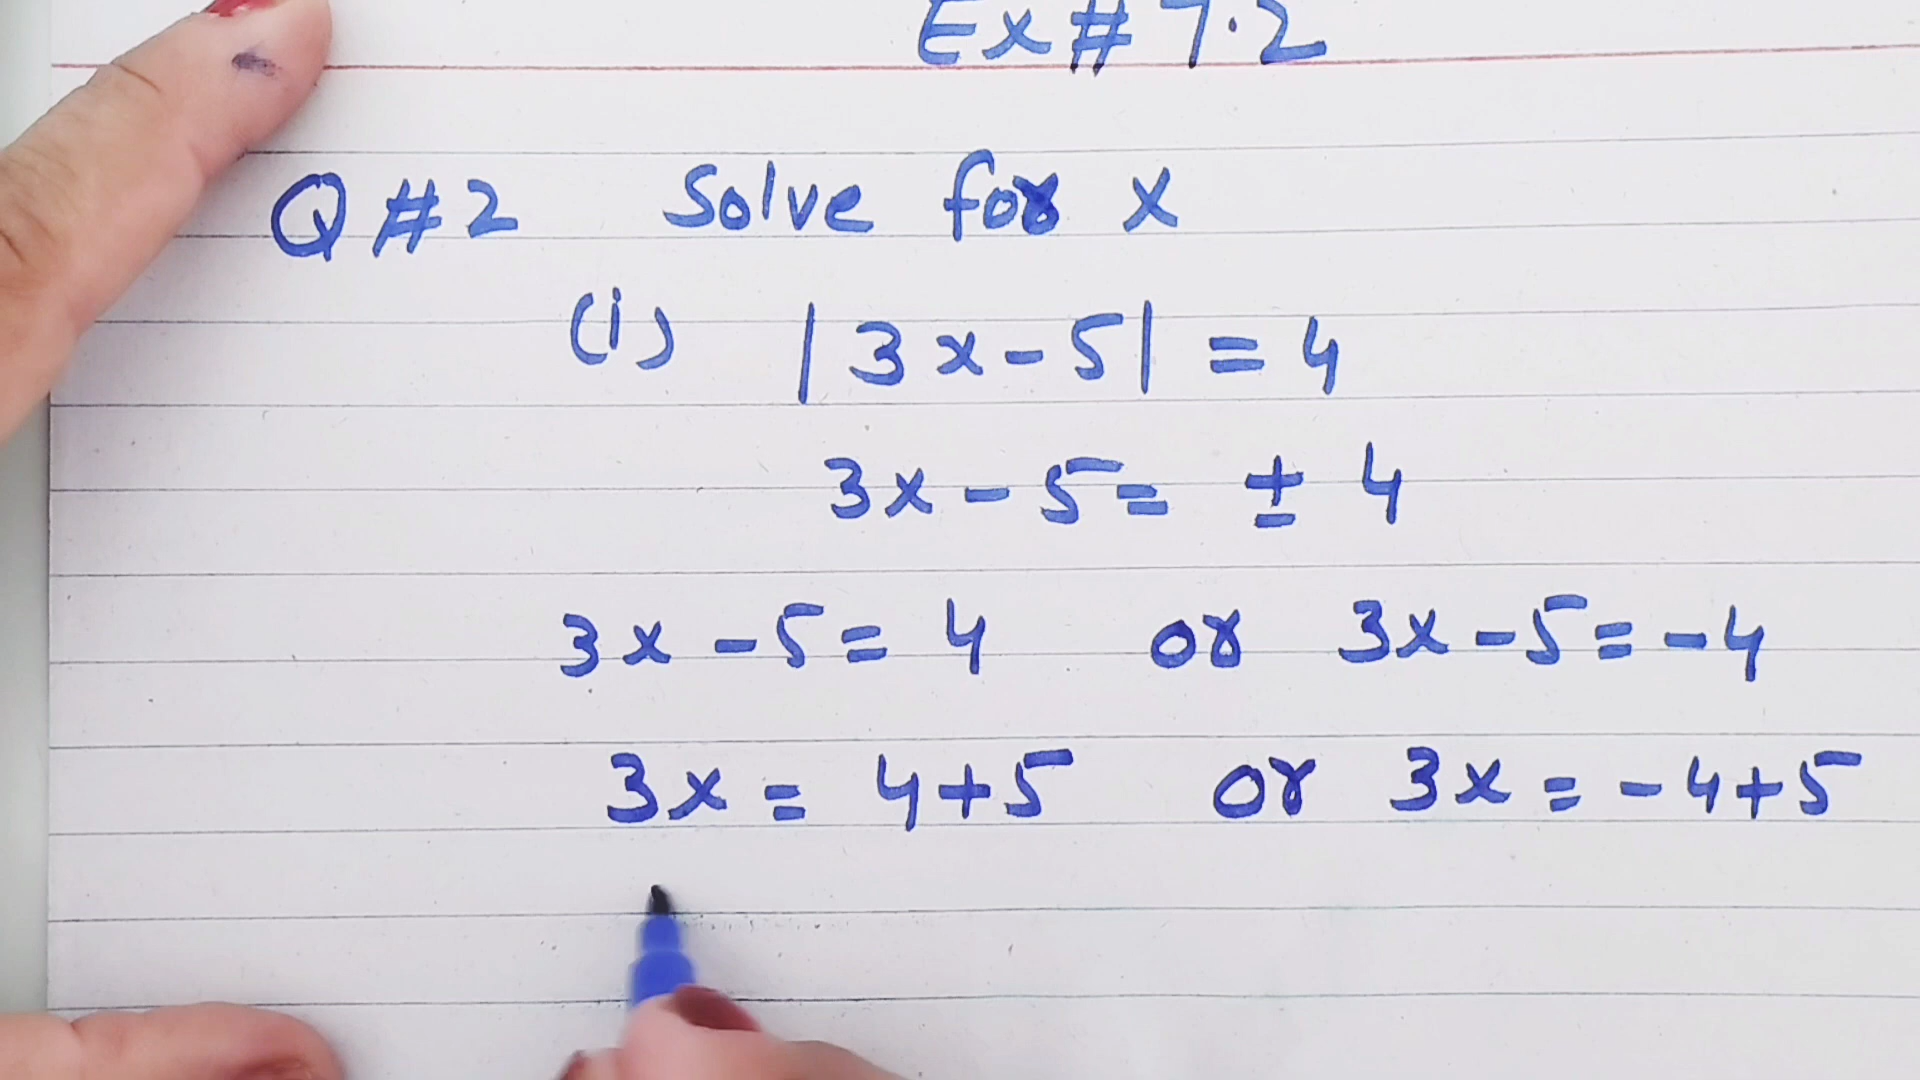 Ex # 7.2
Q # 2 Solve for x
(i) |3x-5| = 4
3x-5 = ± 4
3x-5 = 4 or 3x-5 = -4
3x = 4+5 or 3x = -4+5